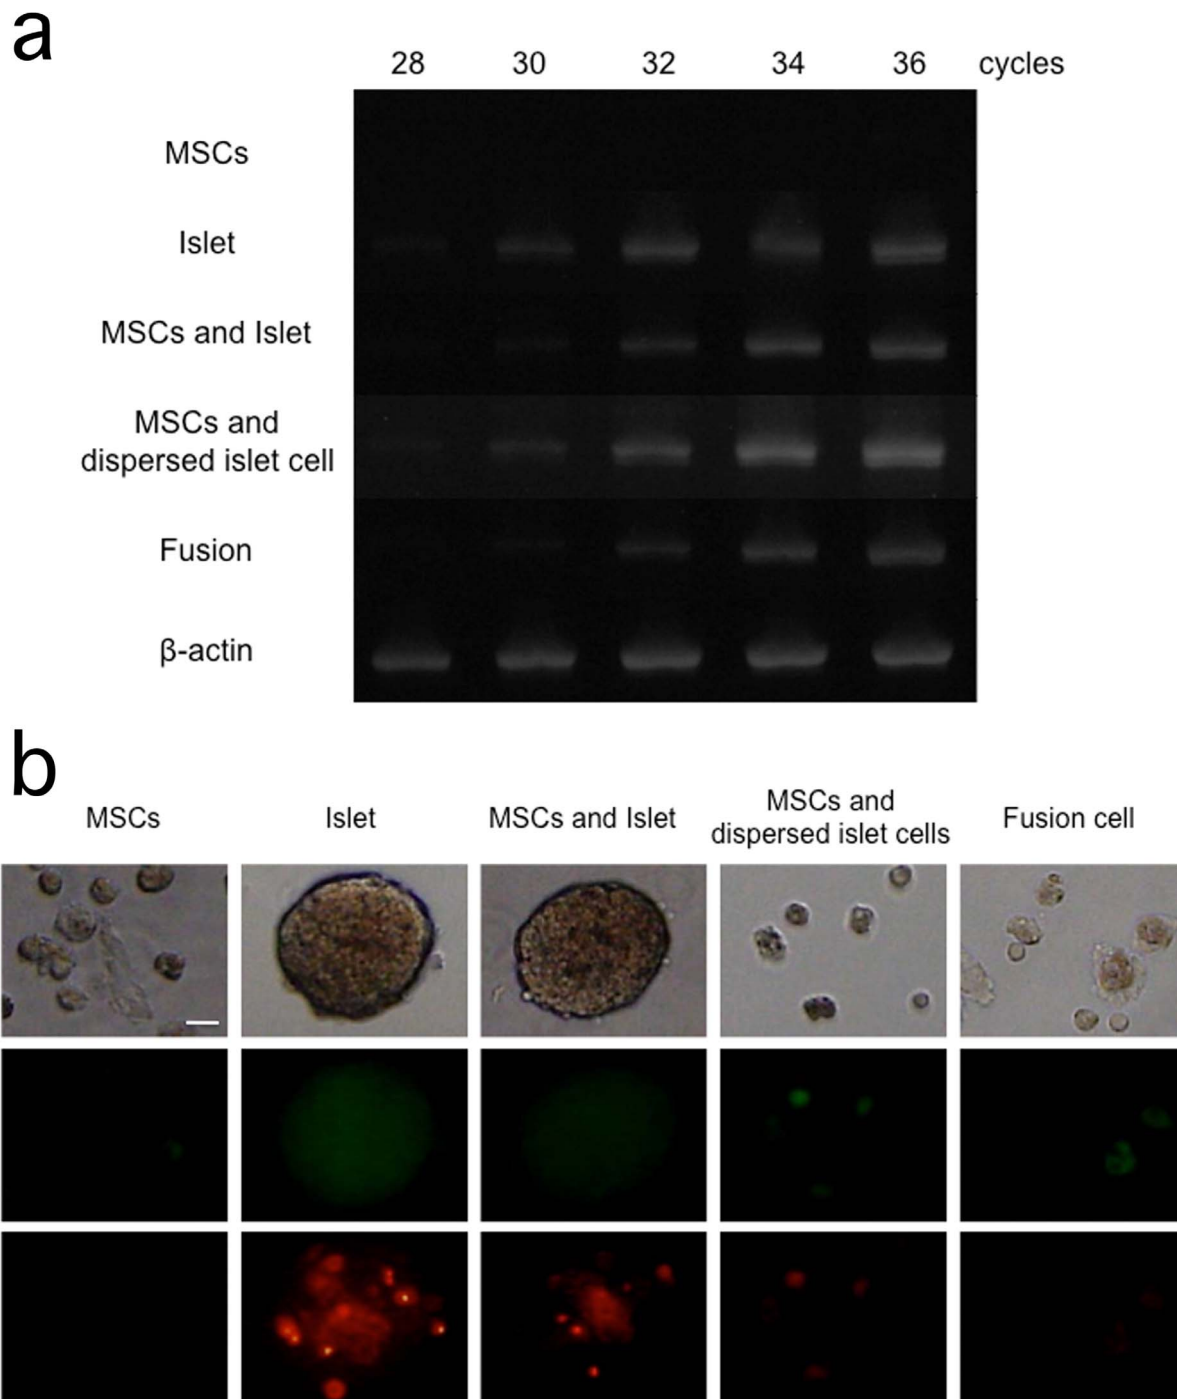 a
28 30 32 34 36 cycles
MSCs
Islet
MSCs and Islet
MSCs and
dispersed islet cell
Fusion
β-actin
b
MSCs
Islet
MSCs and Islet
MSCs and
dispersed islet cells
Fusion cell